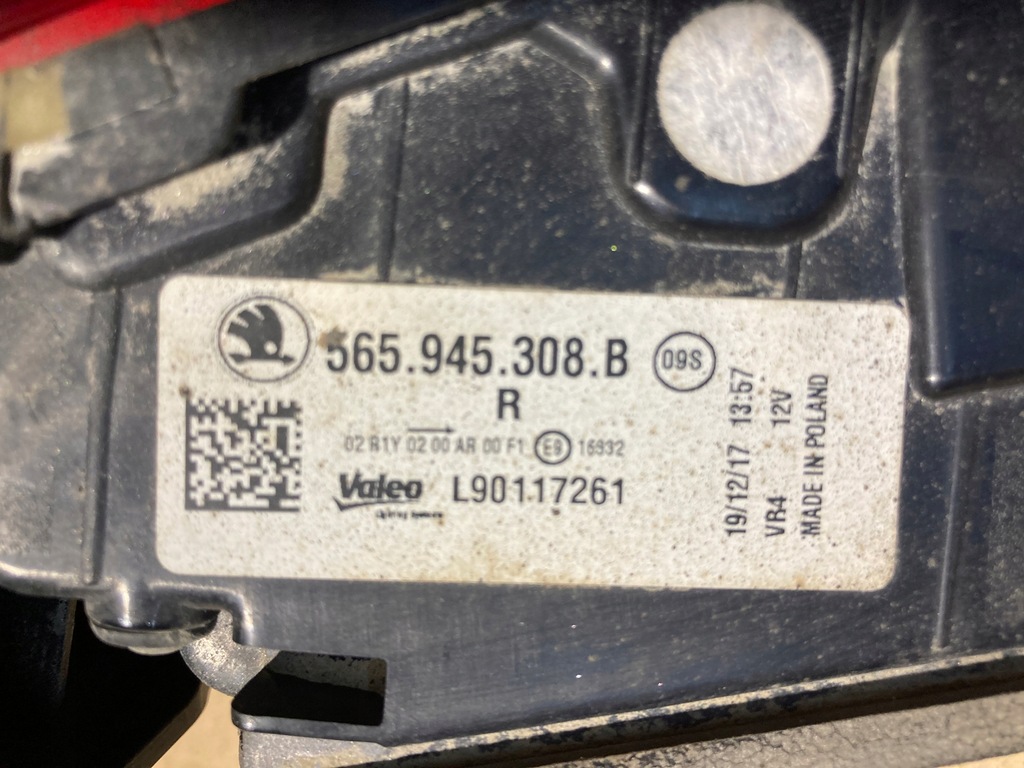 565.945.308.B 09S
R
02 R1Y 02 00 AR 00 F1 E9 16932
Valeo L90117261
19/12/17 13:57
VR4 12V
MADE IN POLAND